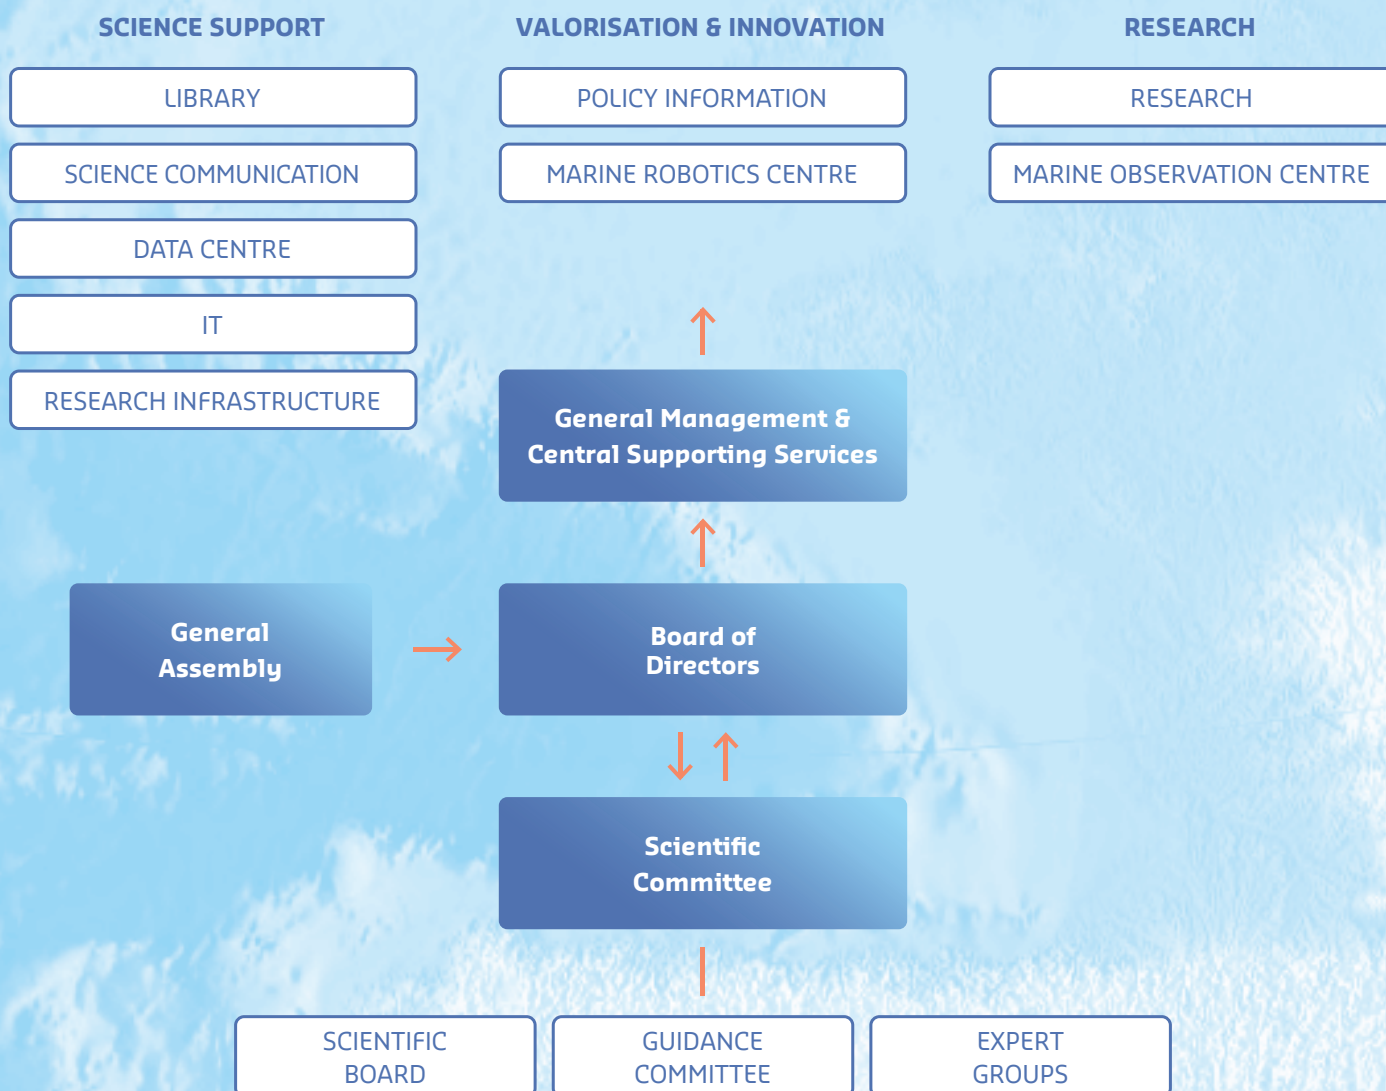 SCIENCE SUPPORT
VALORISATION & INNOVATION
RESEARCH
LIBRARY
POLICY INFORMATION
RESEARCH
SCIENCE COMMUNICATION
MARINE ROBOTICS CENTRE
MARINE OBSERVATION CENTRE
DATA CENTRE
IT
RESEARCH INFRASTRUCTURE
General Management &
Central Supporting Services
General
Assembly
Board of
Directors
Scientific
Committee
SCIENTIFIC
BOARD
GUIDANCE
COMMITTEE
EXPERT
GROUPS